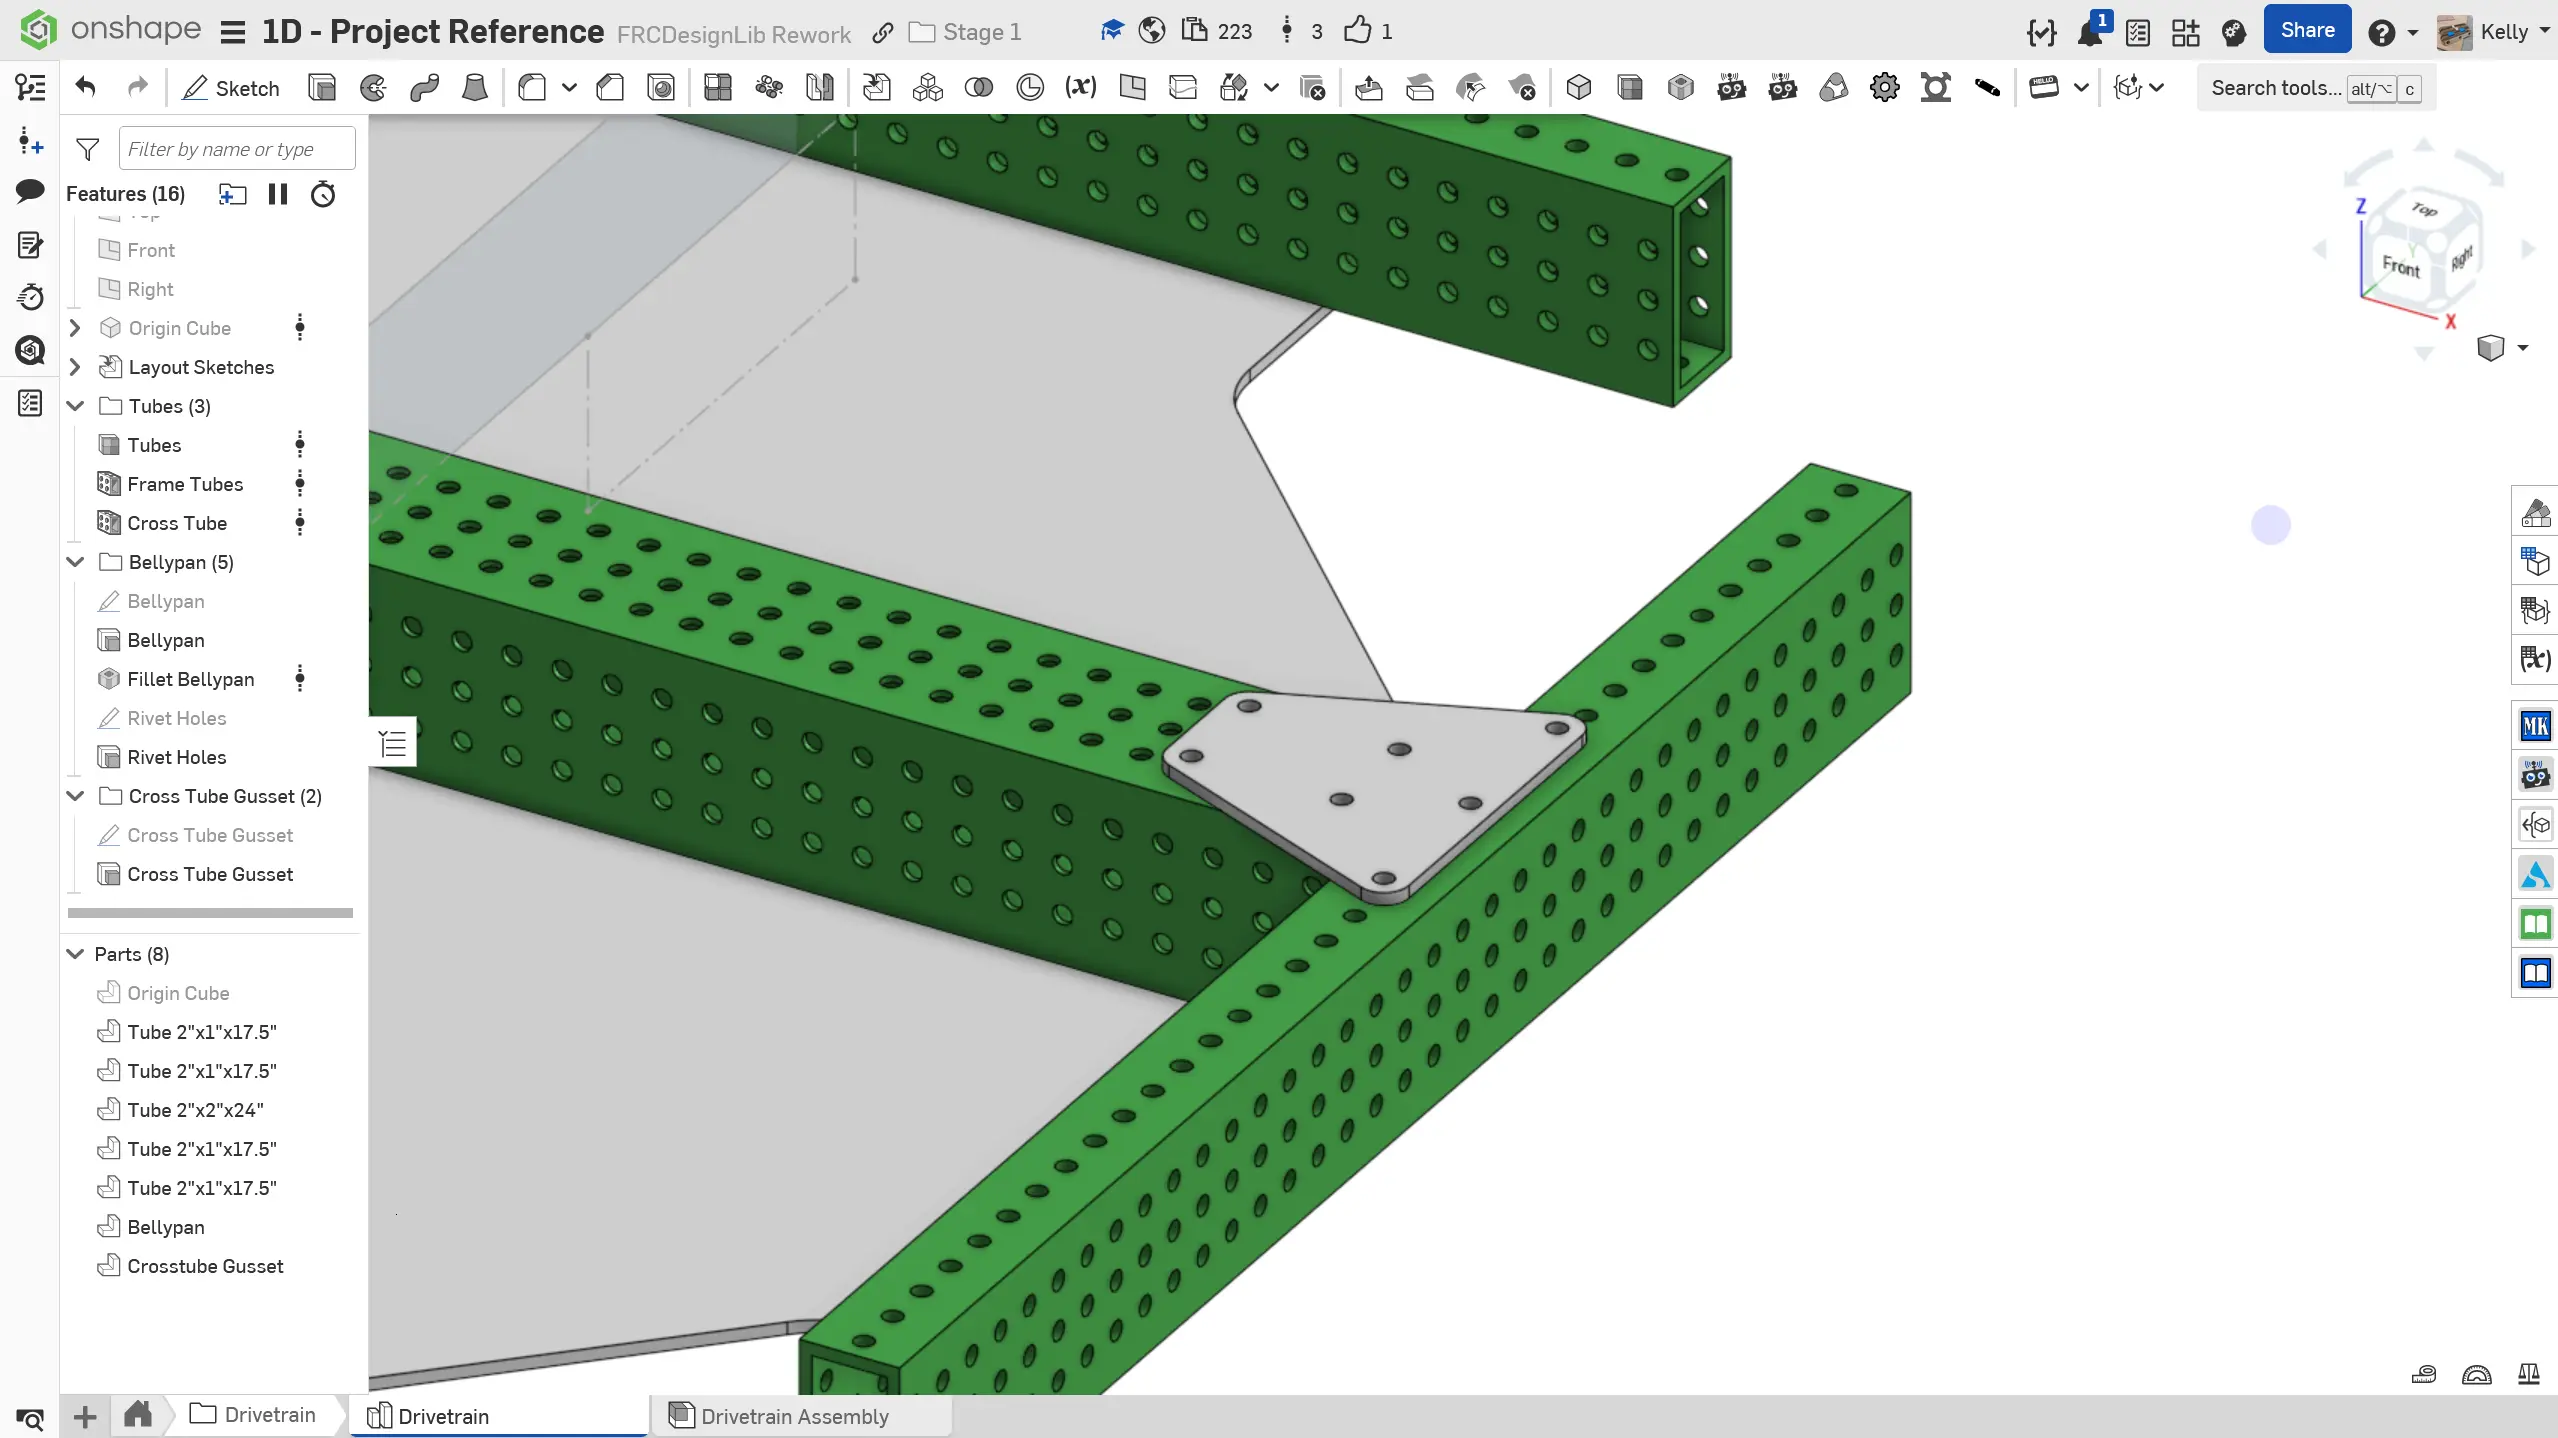 onshape 1D - Project Reference FRCDesignLib Rework Stage 1 223 3 1 1 Share Kelly
Sketch Search tools... alt/⌥ c
Filter by name or type
Features (16)
Front
Right
Origin Cube
Layout Sketches
Tubes (3)
Tubes
Frame Tubes
Cross Tube
Bellypan (5)
Bellypan
Bellypan
Fillet Bellypan
Rivet Holes
Rivet Holes
Cross Tube Gusset (2)
Cross Tube Gusset
Cross Tube Gusset
Parts (8)
Origin Cube
Tube 2"x1"x17.5"
Tube 2"x1"x17.5"
Tube 2"x2"x24"
Tube 2"x1"x17.5"
Tube 2"x1"x17.5"
Bellypan
Crosstube Gusset
Z
Top
Y
Front
Right
X
MK
Drivetrain
Drivetrain
Drivetrain Assembly